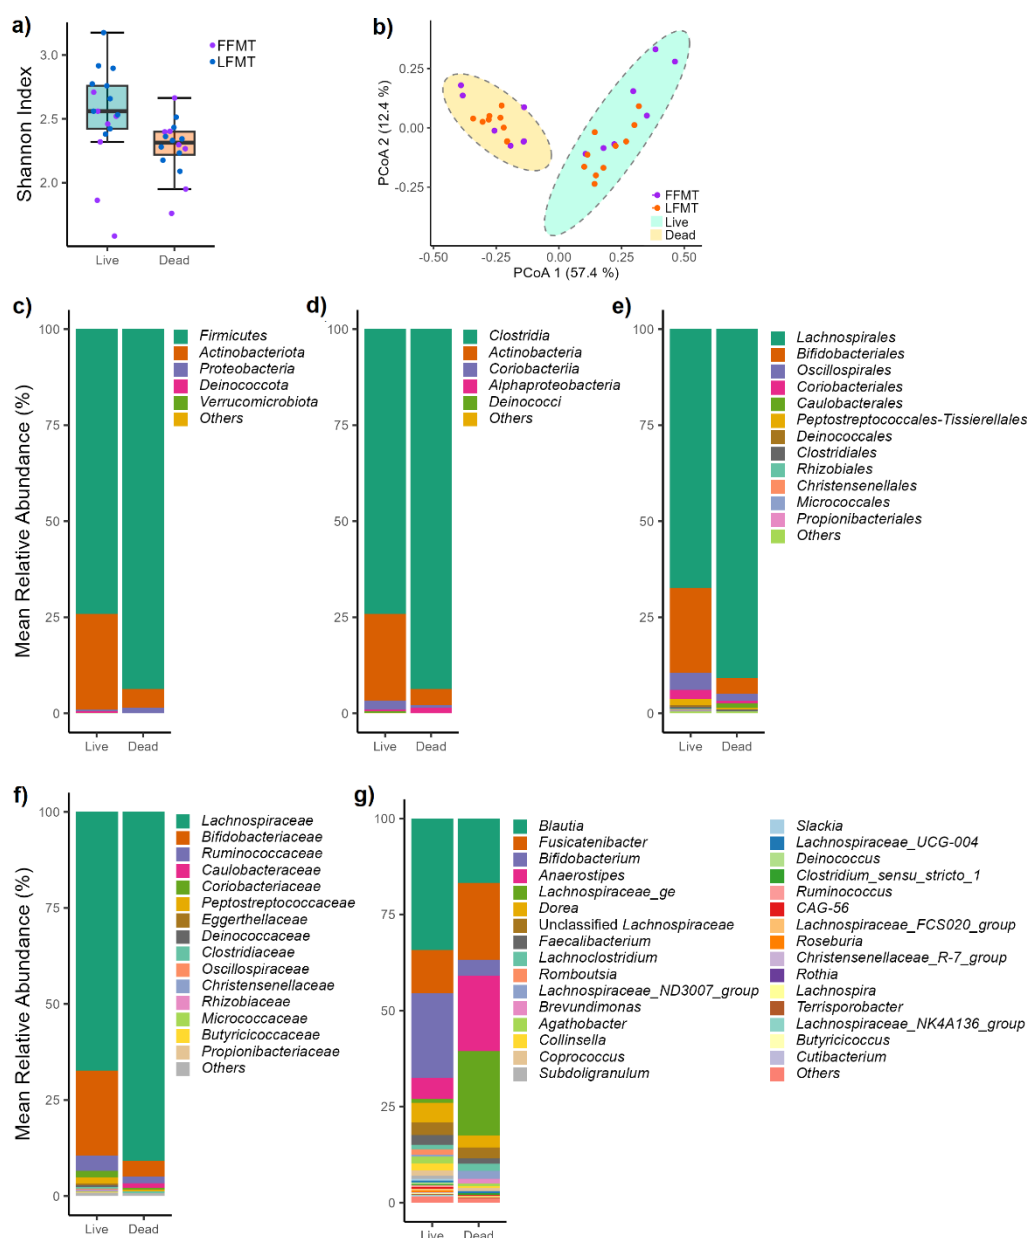 a)
Shannon Index
3.0
2.5
2.0
Live
Dead
FFMT
LFMT
b)
PCoA 2 (12.4 %)
0.25
0.00
-0.25
-0.50
-0.25
0.00
0.25
0.50
PCoA 1 (57.4 %)
FFMT
LFMT
Live
Dead
c)
Mean Relative Abundance (%)
100
75
50
25
0
Live
Dead
Firmicutes
Actinobacteriota
Proteobacteria
Deinococcota
Verrucomicrobiota
Others
d)
100
75
50
25
0
Live
Dead
Clostridia
Actinobacteria
Coriobacteriia
Alphaproteobacteria
Deinococci
Others
e)
100
75
50
25
0
Live
Dead
Lachnospirales
Bifidobacteriales
Oscillospirales
Coriobacteriales
Caulobacterales
Peptostreptococcales-Tissierellales
Deinococcales
Clostridiales
Rhizobiales
Christensenellales
Micrococcales
Propionibacteriales
Others
f)
Mean Relative Abundance (%)
100
75
50
25
0
Live
Dead
Lachnospiraceae
Bifidobacteriaceae
Ruminococcaceae
Caulobacteraceae
Coriobacteriaceae
Peptostreptococcaceae
Eggerthellaceae
Deinococcaceae
Clostridiaceae
Oscillospiraceae
Christensenellaceae
Rhizobiaceae
Micrococcaceae
Butyricicoccaceae
Propionibacteriaceae
Others
g)
100
75
50
25
0
Live
Dead
Blautia
Fusicatenibacter
Bifidobacterium
Anaerostipes
Lachnospiraceae_ge
Dorea
Unclassified Lachnospiraceae
Faecalibacterium
Lachnoclostridium
Romboutsia
Lachnospiraceae_ND3007_group
Brevundimonas
Agathobacter
Collinsella
Coprococcus
Subdoligranulum
Slackia
Lachnospiraceae_UCG-004
Deinococcus
Clostridium_sensu_stricto_1
Ruminococcus
CAG-56
Lachnospiraceae_FCS020_group
Roseburia
Christensenellaceae_R-7_group
Rothia
Lachnospira
Terrisporobacter
Lachnospiraceae_NK4A136_group
Butyricicoccus
Cutibacterium
Others